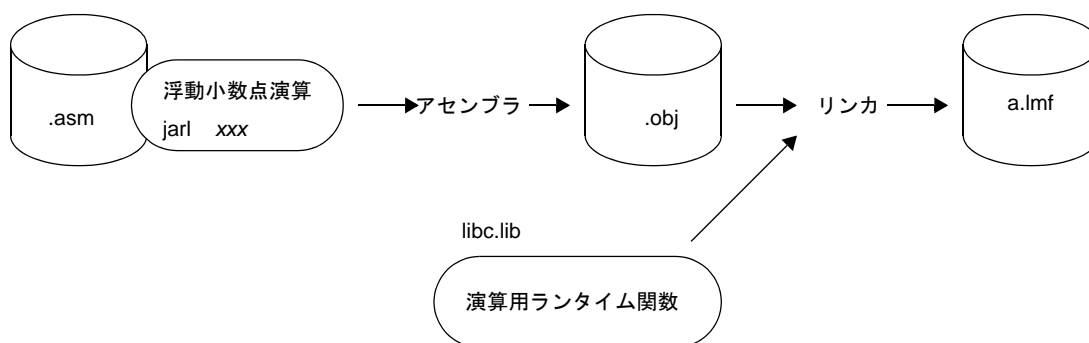 浮動小数点演算
.asm
jarl xxx
アセンブラ
.obj
リンカ
a.lmf
libc.lib
演算用ランタイム関数